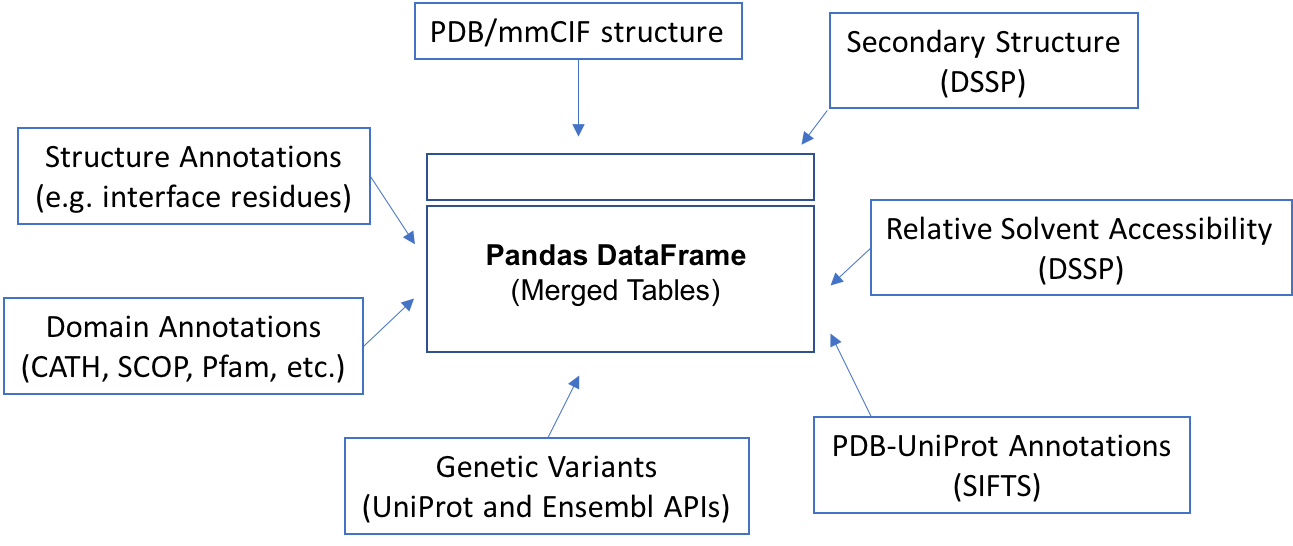 PDB/mmCIF structure
Secondary Structure
(DSSP)
Structure Annotations
(e.g. interface residues)
Relative Solvent Accessibility
(DSSP)
Pandas DataFrame
(Merged Tables)
Domain Annotations
(CATH, SCOP, Pfam, etc.)
Genetic Variants
(UniProt and Ensembl APIs)
PDB-UniProt Annotations
(SIFTS)